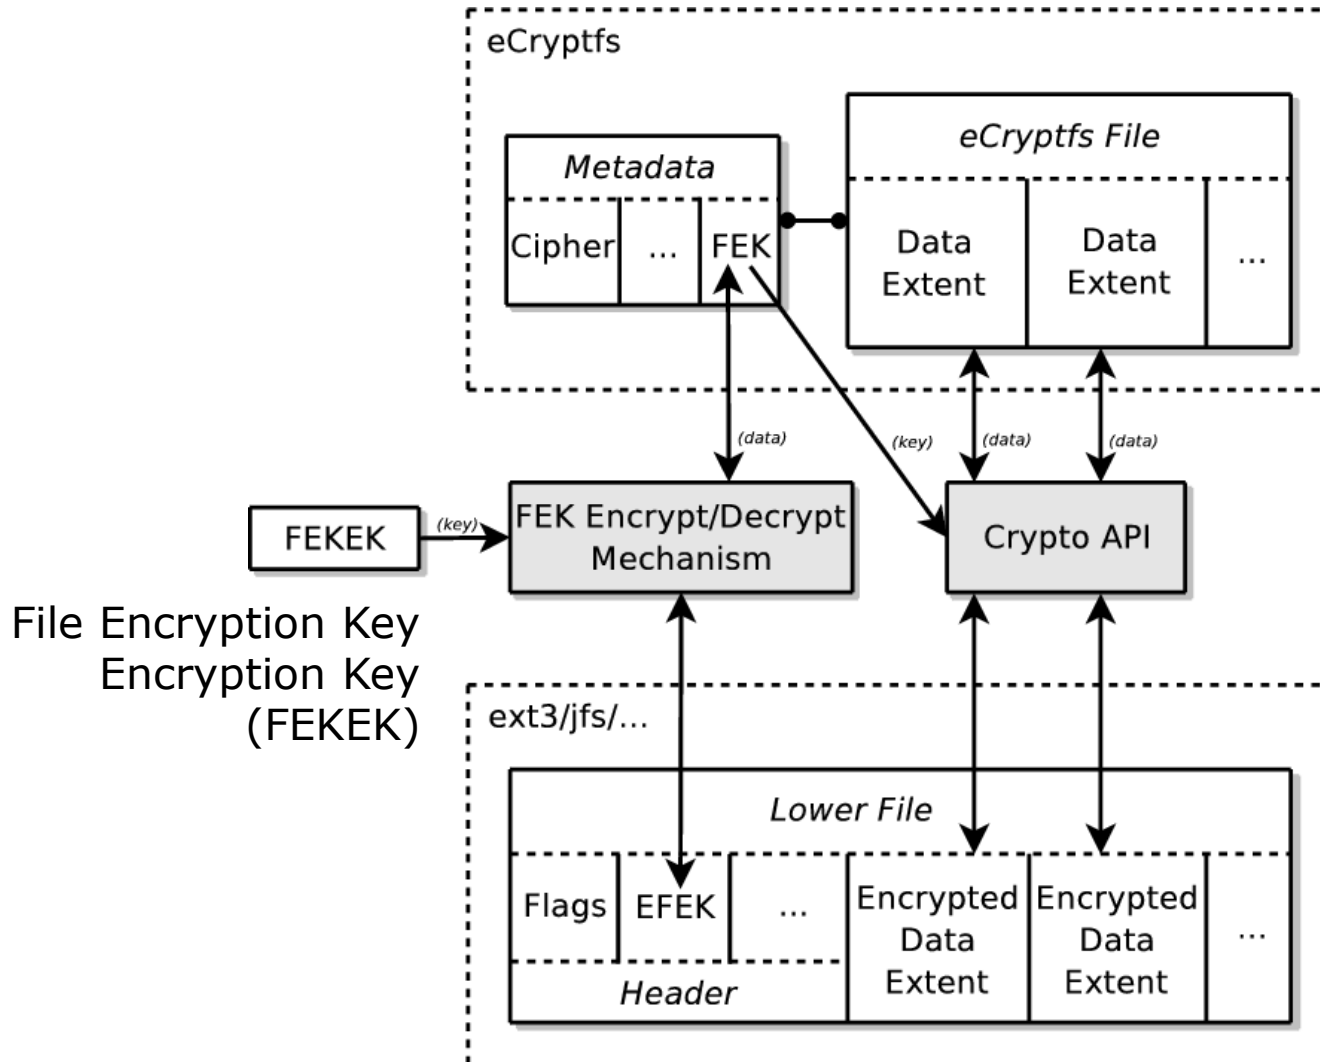 eCryptfs
Metadata
Cipher
...
FEK
eCryptfs File
Data
Extent
Data
Extent
...
(data)
(key)
(data)
(data)
FEKEK
(key)
FEK Encrypt/Decrypt
Mechanism
Crypto API
File Encryption Key
Encryption Key
(FEKEK)
ext3/jfs/...
Lower File
Flags
EFEK
...
Header
Encrypted
Data
Extent
Encrypted
Data
Extent
...